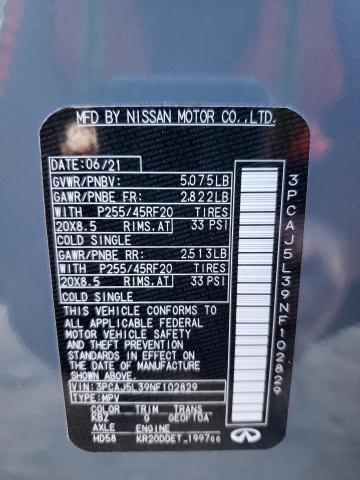 MFD BY NISSAN MOTOR CO.,LTD.
DATE: 06/21
GVWR/PNBV: 5,075LB
GAWR/PNBE FR: 2,822LB
WITH P255/45RF20 TIRES
20X8.5 RIMS.AT 33 PSI
COLD SINGLE
GAWR/PNBE RR: 2,513LB
WITH P255/45RF20 TIRES
20X8.5 RIMS.AT 33 PSI
COLD SINGLE
THIS VEHICLE CONFORMS TO
ALL APPLICABLE FEDERAL
MOTOR VEHICLE SAFETY
AND THEFT PREVENTION
STANDARDS IN EFFECT ON
THE DATE OF MANUFACTURE
SHOWN ABOVE.
VIN: 3PCAJ5L39NF102829
TYPE: MPV
COLOR TRIM TRANS
KBZ G GE0F10A
AXLE ENGINE
HD58 KR20DDET 1997cc
3PCAJ5L39NF102829